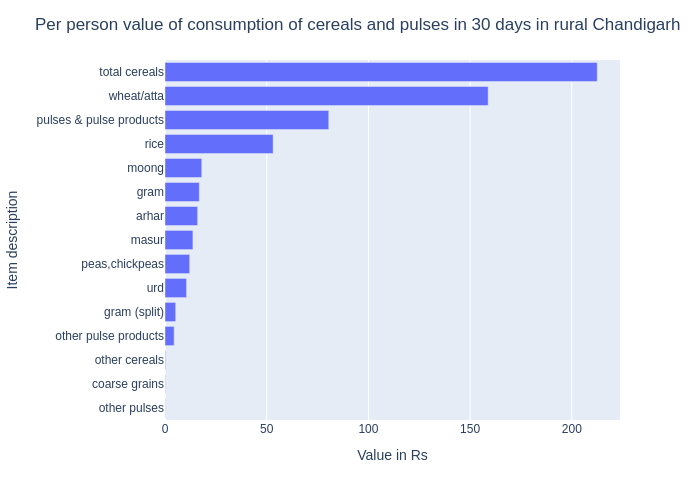 Per person value of consumption of cereals and pulses in 30 days in rural Chandigarh
total cereals
wheat/atta
pulses & pulse products
rice
moong
gram
arhar
masur
peas,chickpeas
urd
gram (split)
other pulse products
other cereals
coarse grains
other pulses
Item description
0 50 100 150 200
Value in Rs